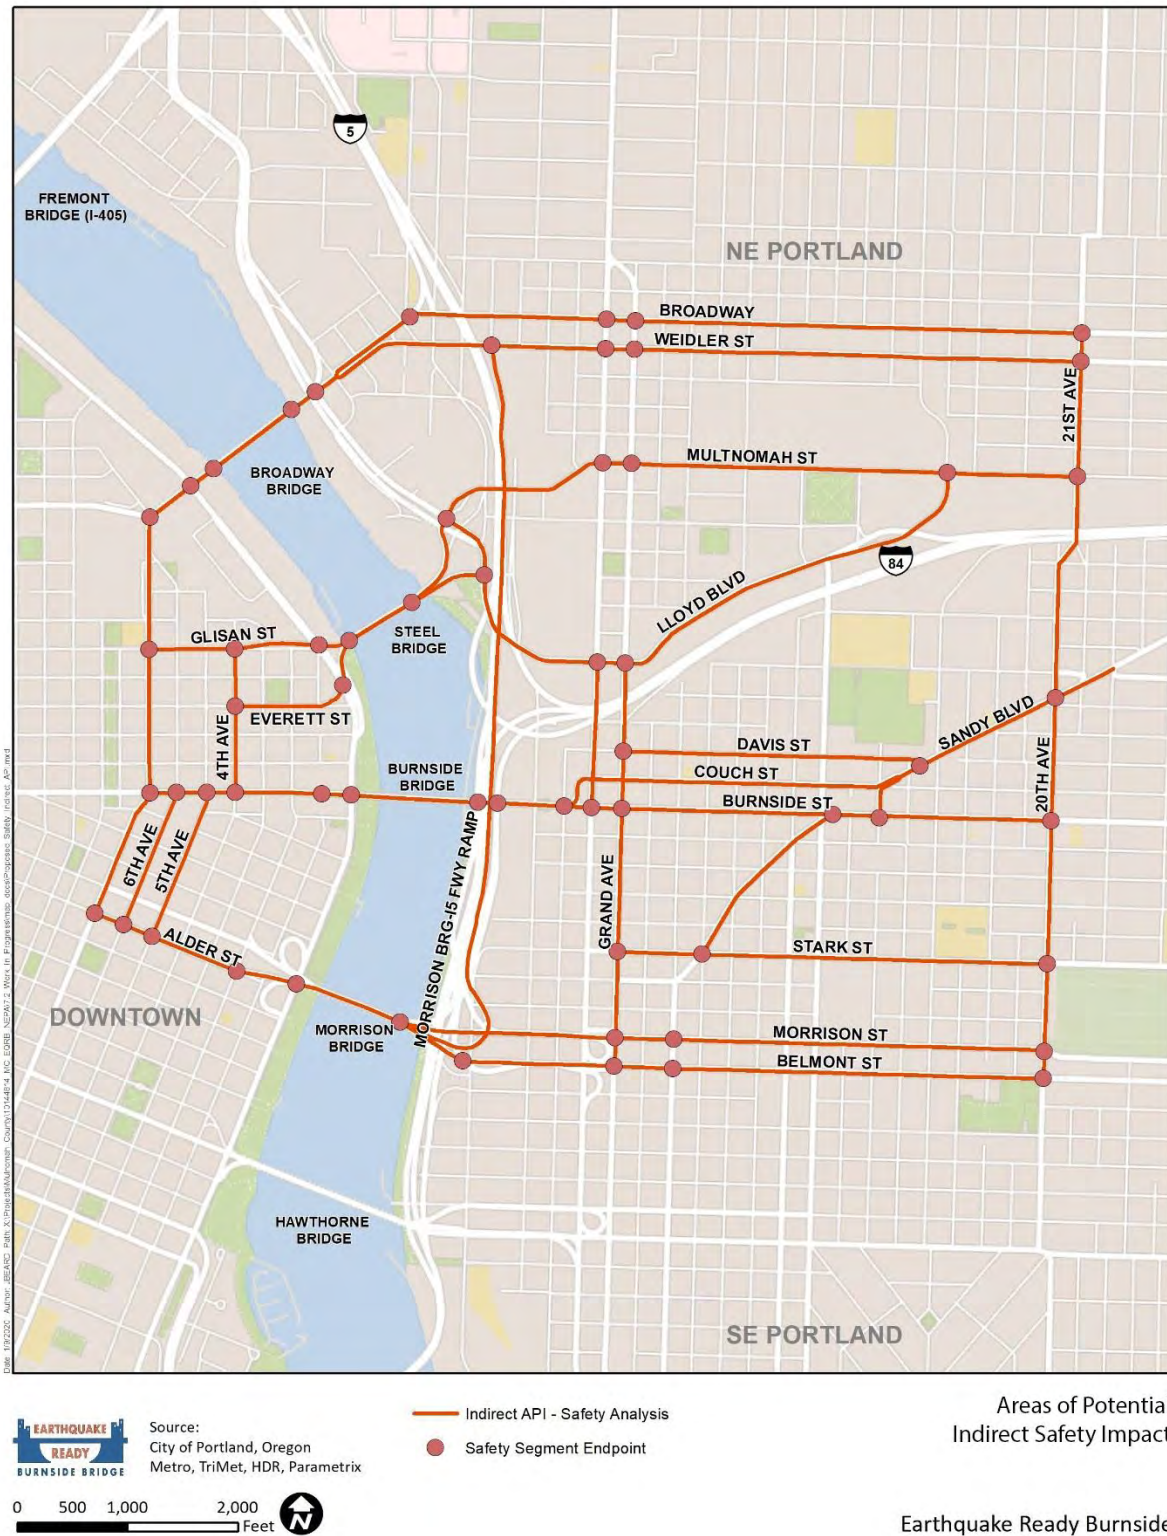 5
FREMONT
BRIDGE (I-405)
NE PORTLAND
BROADWAY
WEIDLER ST
21ST AVE
MULTNOMAH ST
BROADWAY
BRIDGE
84
LLOYD BLVD
GLISAN ST
STEEL
BRIDGE
EVERETT ST
4TH AVE
SANDY BLVD
DAVIS ST
COUCH ST
BURNSIDE
BRIDGE
BURNSIDE ST
20TH AVE
6TH AVE
5TH AVE
MORRISON BRG-I5 FWY RAMP
GRAND AVE
ALDER ST
STARK ST
DOWNTOWN
MORRISON
BRIDGE
MORRISON ST
BELMONT ST
HAWTHORNE
BRIDGE
SE PORTLAND
EARTHQUAKE
READY
BURNSIDE BRIDGE
Source:
City of Portland, Oregon
Metro, TriMet, HDR, Parametrix
Indirect API - Safety Analysis
Safety Segment Endpoint
Areas of Potentia
Indirect Safety Impact
0 500 1,000 2,000
Feet
N
Earthquake Ready Burnside